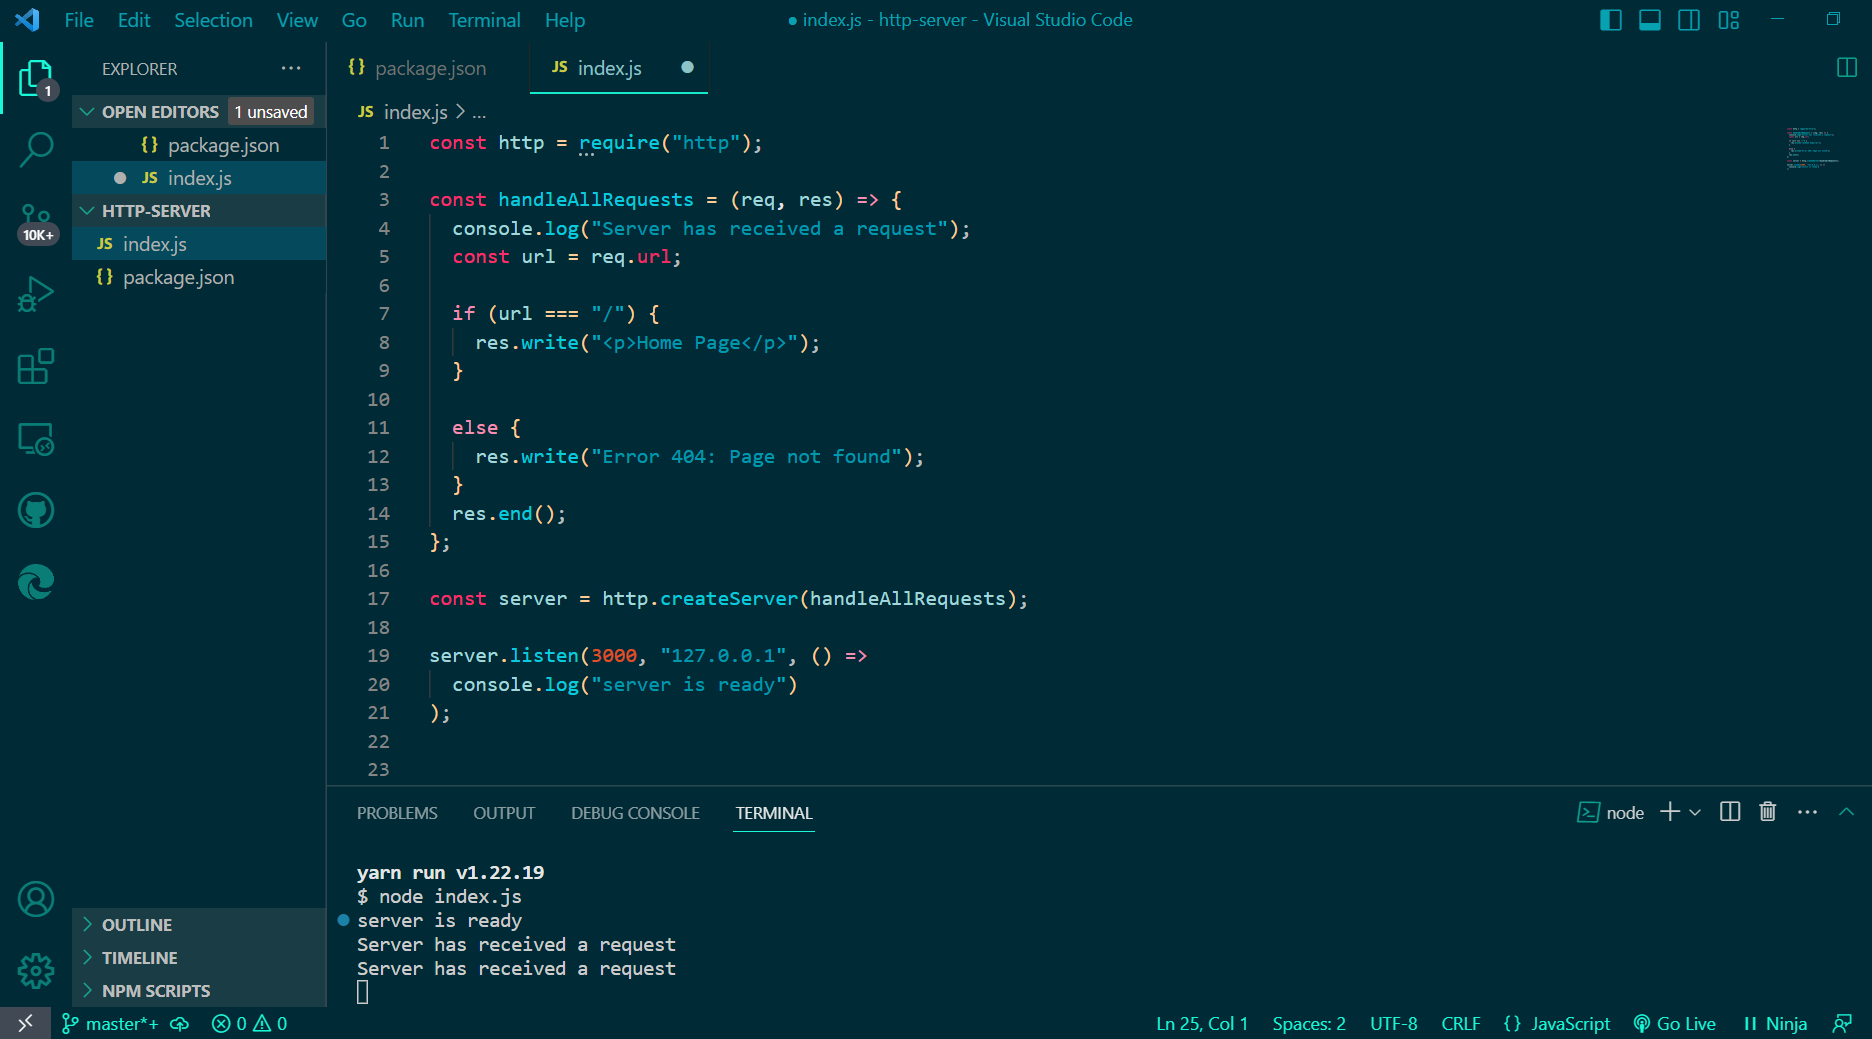 File Edit Selection View Go Run Terminal Help
● index.js - http-server - Visual Studio Code
EXPLORER ...
1
OPEN EDITORS 1 unsaved
{} package.json
● JS index.js
HTTP-SERVER
JS index.js
{} package.json
10K+
OUTLINE
TIMELINE
NPM SCRIPTS
{} package.json
JS index.js ●
JS index.js > ...
1 const http = require("http");
2
3 const handleAllRequests = (req, res) => {
4 console.log("Server has received a request");
5 const url = req.url;
6
7 if (url === "/") {
8 res.write("<p>Home Page</p>");
9 }
10
11 else {
12 res.write("Error 404: Page not found");
13 }
14 res.end();
15 };
16
17 const server = http.createServer(handleAllRequests);
18
19 server.listen(3000, "127.0.0.1", () =>
20 console.log("server is ready")
21 );
22
23
PROBLEMS OUTPUT DEBUG CONSOLE TERMINAL
node
yarn run v1.22.19
$ node index.js
server is ready
Server has received a request
Server has received a request
master*+ 0 0 Ln 25, Col 1 Spaces: 2 UTF-8 CRLF {} JavaScript Go Live Ninja